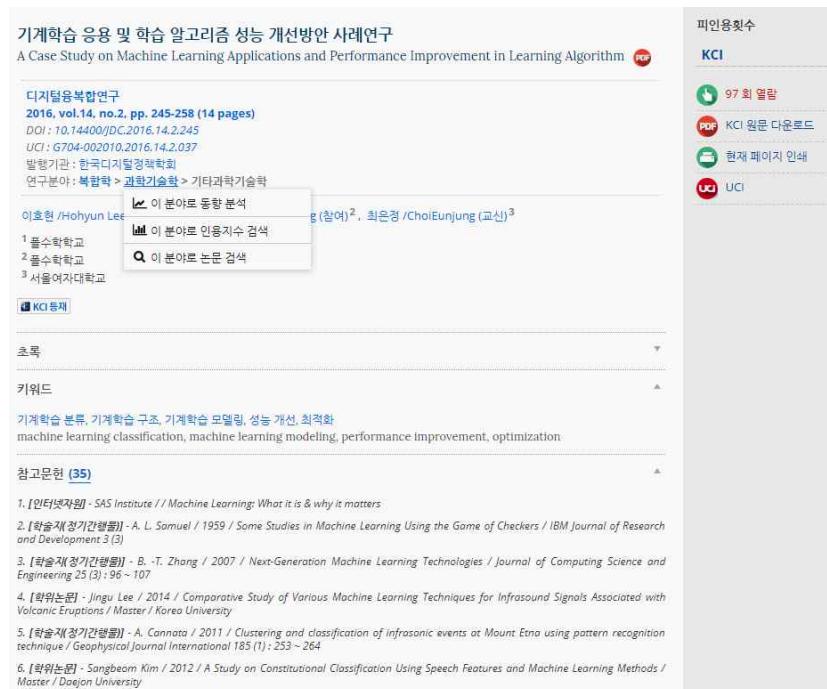 기계학습 응용 및 학습 알고리즘 성능 개선방안 사례연구
A Case Study on Machine Learning Applications and Performance Improvement in Learning Algorithm PDF
디지털융복합연구
2016, vol.14, no.2, pp. 245-258 (14 pages)
DOI : 10.14400/JDC.2016.14.2.245
UCI : G704-002010.2016.14.2.037
발행기관 : 한국디지털정책학회
연구분야 : 복합학 > 과학기술학 > 기타과학기술학
이 분야로 동향 분석
이 분야로 인용지수 검색
이 분야로 논문 검색
이호현 /Hohyun Lee g (참여) 2 , 최은정 /ChoiEunjung (교신) 3
1 폴수학학교
2 폴수학학교
3 서울여자대학교
KCI 등재
초록
키워드
기계학습 분류, 기계학습 구조, 기계학습 모델링, 성능 개선, 최적화
machine learning classification, machine learning modeling, performance improvement, optimization
참고문헌 (35)
1. [인터넷자원] - SAS Institute / / Machine Learning: What it is & why it matters
2. [학술지(정기간행물)] - A. L. Samuel / 1959 / Some Studies in Machine Learning Using the Game of Checkers / IBM Journal of Research
and Development 3 (3)
3. [학술지(정기간행물)] - B. -T. Zhang / 2007 / Next-Generation Machine Learning Technologies / Journal of Computing Science and
Engineering 25 (3) : 96 ~ 107
4. [학위논문] - Jingu Lee / 2014 / Comparative Study of Various Machine Learning Techniques for Infrasound Signals Associated with
Volcanic Eruptions / Master / Korea University
5. [학술지(정기간행물)] - A. Cannata / 2011 / Clustering and classification of infrasonic events at Mount Etna using pattern recognition
technique / Geophysical Journal International 185 (1) : 253 ~ 264
6. [학위논문] - Sangbeom Kim / 2012 / A Study on Constitutional Classification Using Speech Features and Machine Learning Methods /
Master / Daejon University
피인용횟수
KCI
97 회 열람
PDF KCI 원문 다운로드
현재 페이지 인쇄
UCI UCI